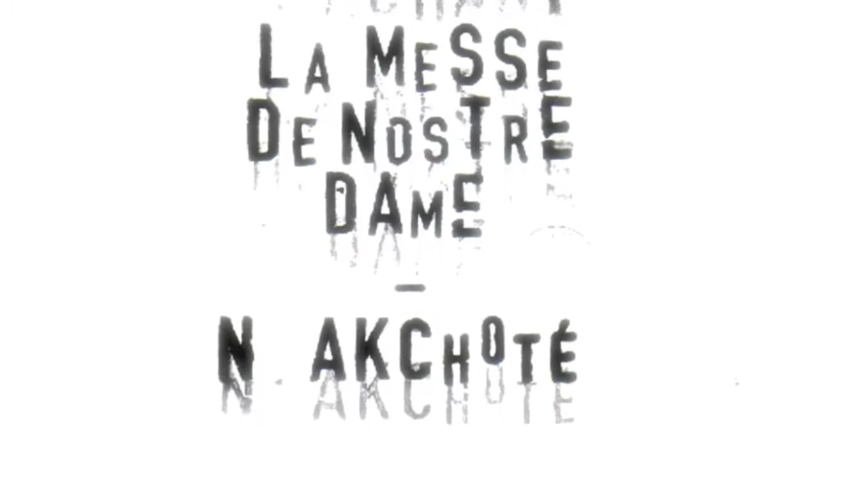 LA MESSE
DE NOSTRE
DAME
–
N AKCHOTÉ